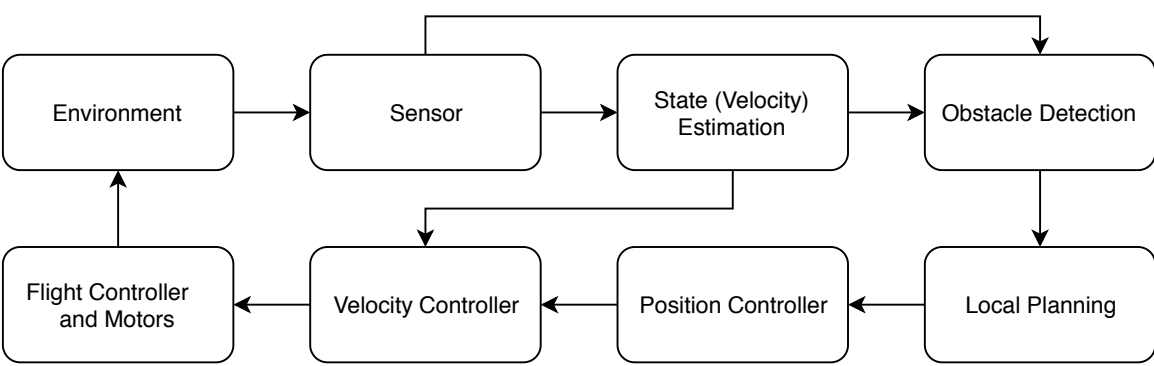 Environment
Sensor
State (Velocity)
Estimation
Obstacle Detection
Flight Controller
and Motors
Velocity Controller
Position Controller
Local Planning